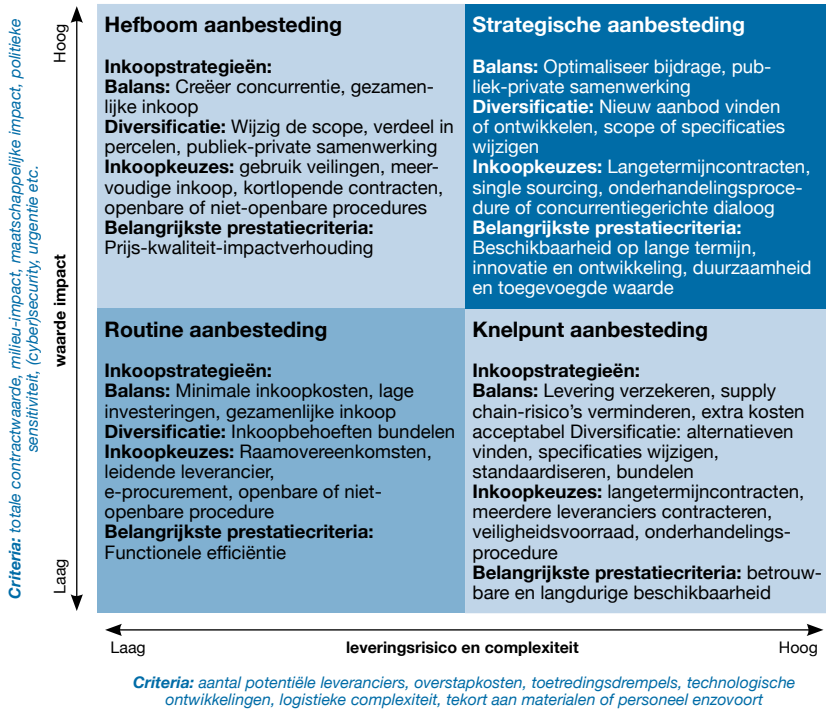 Hefboom aanbesteding
Inkoopstrategieën:
Balans: Creëer concurrentie, gezamen-
lijke inkoop
Diversificatie: Wijzig de scope, verdeel in
percelen, publiek-private samenwerking
Inkoopkeuzes: gebruik veilingen, meer-
voudige inkoop, kortlopende contracten,
openbare of niet-openbare procedures
Belangrijkste prestatiecriteria:
Prijs-kwaliteit-impactverhouding
Strategische aanbesteding
Balans: Optimaliseer bijdrage, pub-
liek-private samenwerking
Diversificatie: Nieuw aanbod vinden
of ontwikkelen, scope of specificaties
wijzigen
Inkoopkeuzes: Langetermijncontracten,
single sourcing, onderhandelingsproce-
dure of concurrentiegerichte dialoog
Belangrijkste prestatiecriteria:
Beschikbaarheid op lange termijn,
innovatie en ontwikkeling, duurzaamheid
en toegevoegde waarde
Routine aanbesteding
Inkoopstrategieën:
Balans: Minimale inkoopkosten, lage
investeringen, gezamenlijke inkoop
Diversificatie: Inkoopbehoeften bundelen
Inkoopkeuzes: Raamovereenkomsten,
leidende leverancier,
e-procurement, openbare of niet-
openbare procedure
Belangrijkste prestatiecriteria:
Functionele efficiëntie
Knelpunt aanbesteding
Inkoopstrategieën:
Balans: Levering verzekeren, supply
chain-risico's verminderen, extra kosten
acceptabel Diversificatie: alternatieven
vinden, specificaties wijzigen,
standaardiseren, bundelen
Inkoopkeuzes: langetermijncontracten,
meerdere leveranciers contracteren,
veiligheidsvoorraad, onderhandelings-
procedure
Belangrijkste prestatiecriteria: betrouw-
bare en langdurige beschikbaarheid
Hoog
waarde impact
Laag
Criteria: totale contractwaarde, milieu-impact, maatschappelijke impact, politieke
sensitiviteit, (cyber)security, urgentie etc.
Laag
leveringsrisico en complexiteit
Hoog
Criteria: aantal potentiële leveranciers, overstapkosten, toetredingsdrempels, technologische
ontwikkelingen, logistieke complexiteit, tekort aan materialen of personeel enzovoort